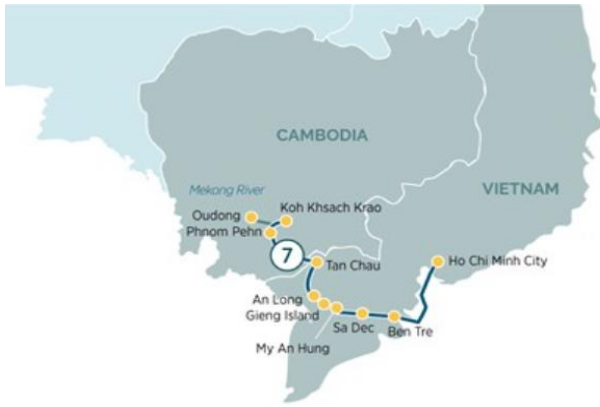 CAMBODIA
VIETNAM
Mekong River
Oudong
Koh Khsach Krao
Phnom Pehn
7
Tan Chau
Ho Chi Minh City
An Long
Gieng Island
Sa Dec
Ben Tre
My An Hung